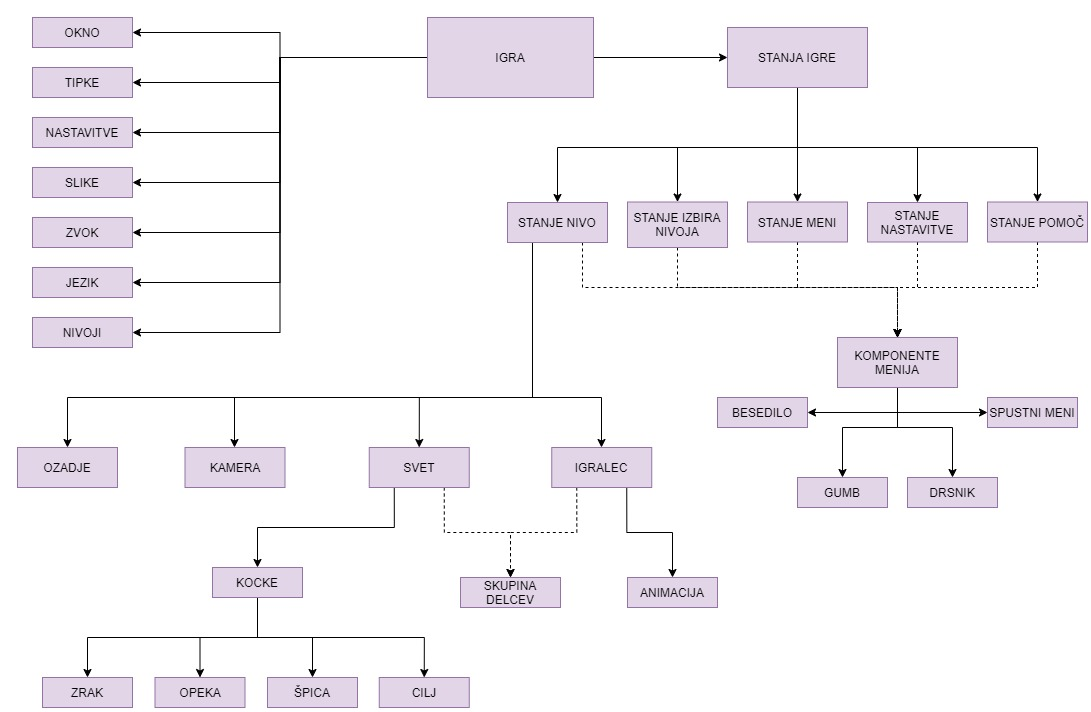 OKNO
IGRA
STANJA IGRE
TIPKE
NASTAVITVE
SLIKE
ZVOK
JEZIK
NIVOJI
STANJE NIVO
STANJE IZBIRA
NIVOJA
STANJE MENI
STANJE
NASTAVITVE
STANJE POMOČ
KOMPONENTE
MENIJA
BESEDILO
SPUSTNI MENI
GUMB
DRSNIK
OZADJE
KAMERA
SVET
IGRALEC
KOCKE
SKUPINA
DELCEV
ANIMACIJA
ZRAK
OPEKA
ŠPICA
CILJ